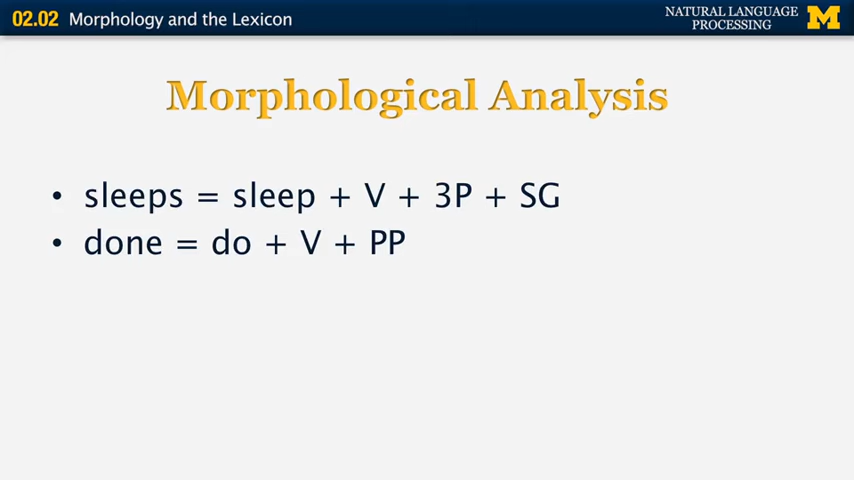 02.02 Morphology and the Lexicon
NATURAL LANGUAGE
PROCESSING
M
Morphological Analysis
• sleeps = sleep + V + 3P + SG
• done = do + V + PP